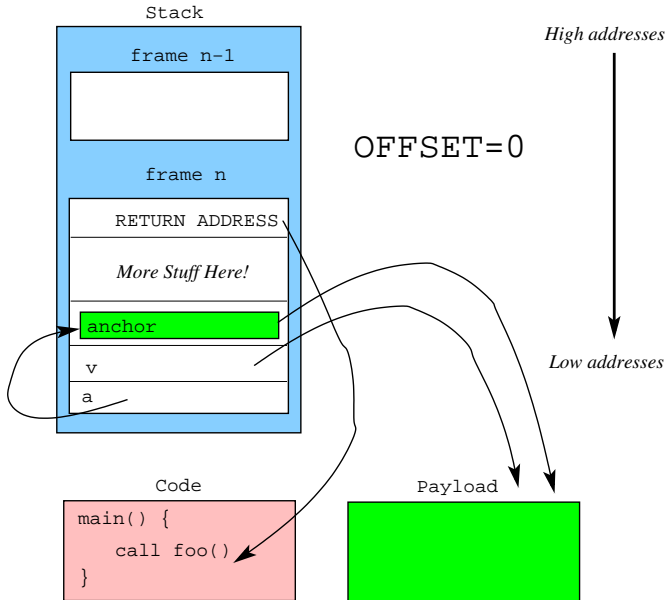 Stack
High addresses
frame n-1
OFFSET=0
frame n
RETURN ADDRESS
More Stuff Here!
anchor
v
Low addresses
a
Code
Payload
main() {
call foo()
}